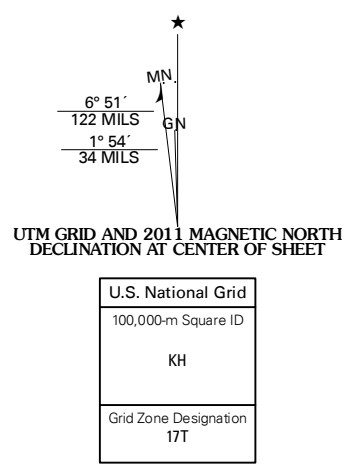 ★
MN
6° 51´
122 MILS
GN
1° 54´
34 MILS
UTM GRID AND 2011 MAGNETIC NORTH
DECLINATION AT CENTER OF SHEET
U.S. National Grid
100,000-m Square ID
KH
Grid Zone Designation
17T